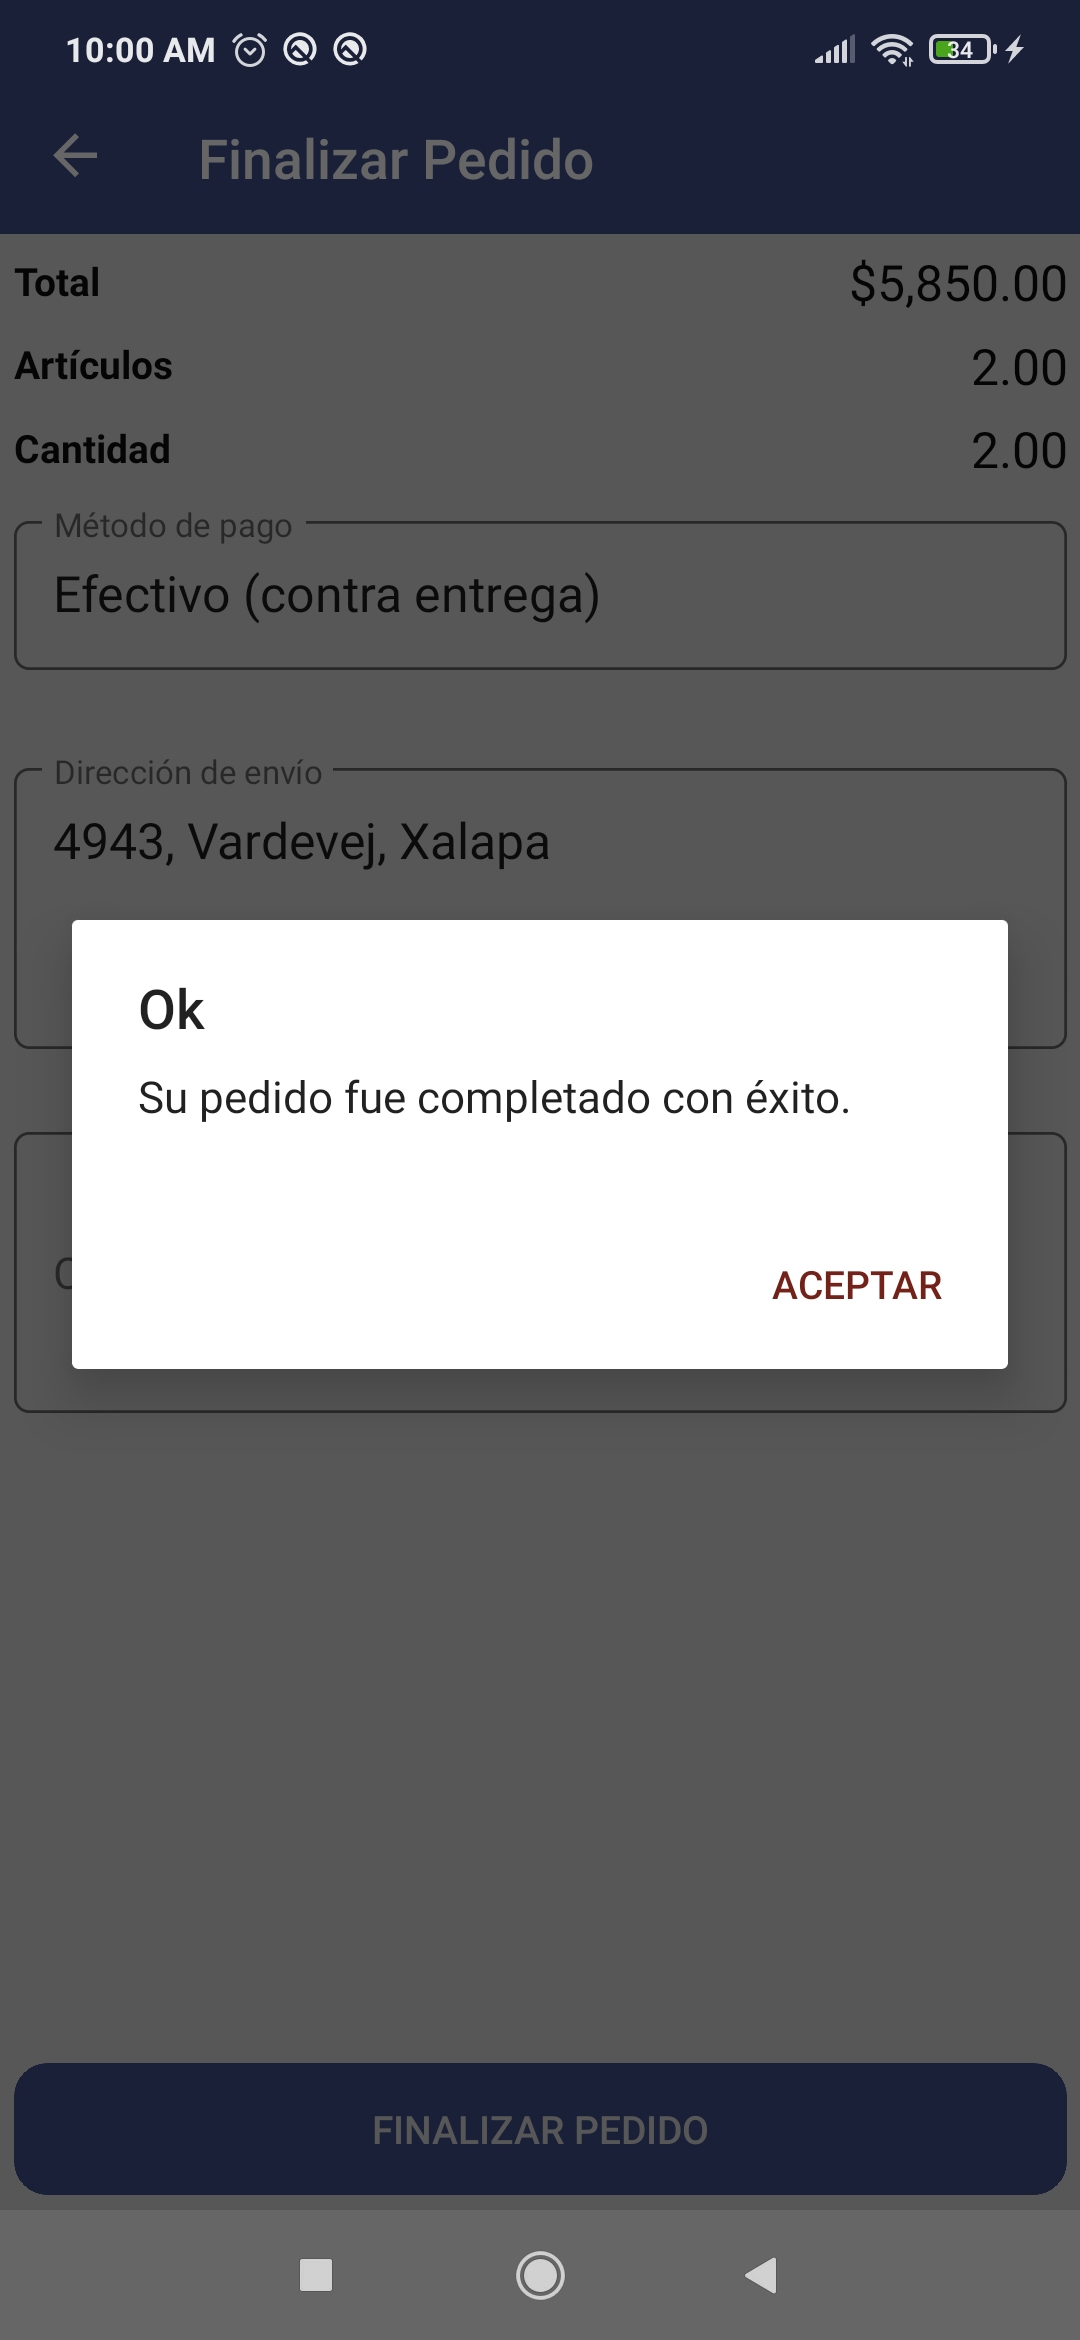 10:00 AM
34
Finalizar Pedido
Total $5,850.00
Artículos 2.00
Cantidad 2.00
Método de pago
Efectivo (contra entrega)
Dirección de envío
4943, Vardevej, Xalapa
Ok
Su pedido fue completado con éxito.
ACEPTAR
FINALIZAR PEDIDO